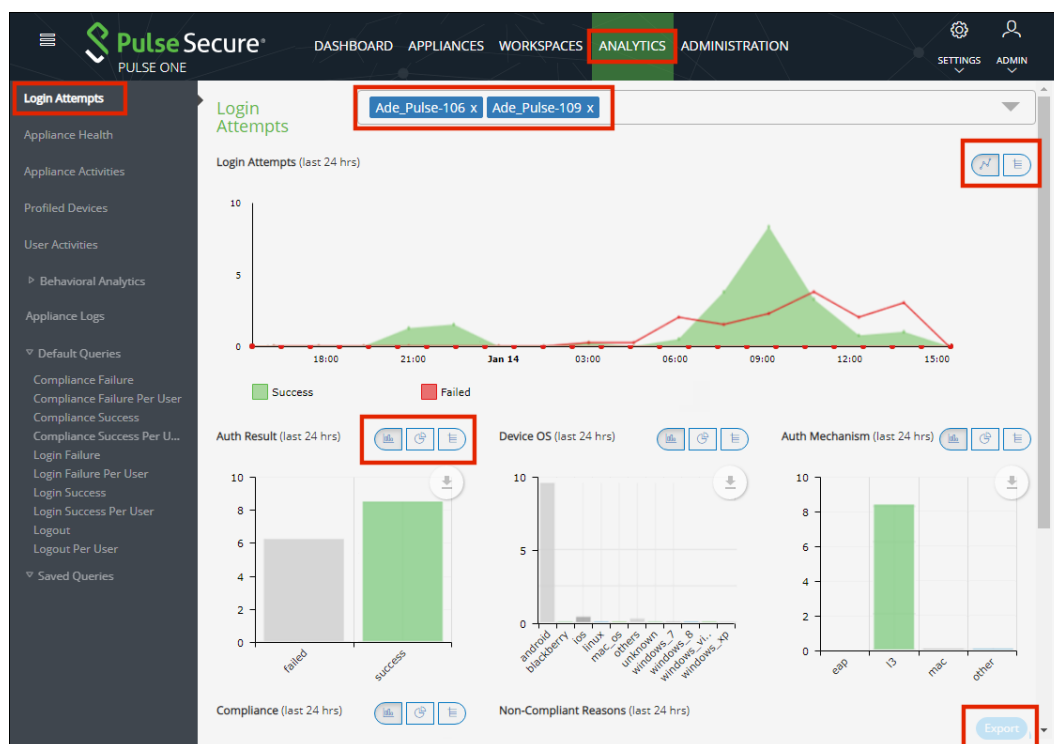 Pulse Secure®
PULSE ONE
DASHBOARD APPLIANCES WORKSPACES ANALYTICS ADMINISTRATION
SETTINGS ADMIN
Login Attempts
Appliance Health
Appliance Activities
Profiled Devices
User Activities
Behavioral Analytics
Appliance Logs
Default Queries
Compliance Failure
Compliance Failure Per User
Compliance Success
Compliance Success Per U...
Login Failure
Login Failure Per User
Login Success
Login Success Per User
Logout
Logout Per User
Saved Queries
Login
Attempts
Ade_Pulse-106 x Ade_Pulse-109 x
Login Attempts (last 24 hrs)
10
5
0
18:00 21:00 Jan 14 03:00 06:00 09:00 12:00 15:00
Success Failed
Auth Result (last 24 hrs)
10
8
6
4
2
0
failed success
Device OS (last 24 hrs)
10
5
0
android blackberry ios linux mac_os others unknown windows_7 windows_8 windows_vi.. windows_xp
Auth Mechanism (last 24 hrs)
10
8
6
4
2
0
eap l3 mac other
Compliance (last 24 hrs)
Non-Compliant Reasons (last 24 hrs)
Export